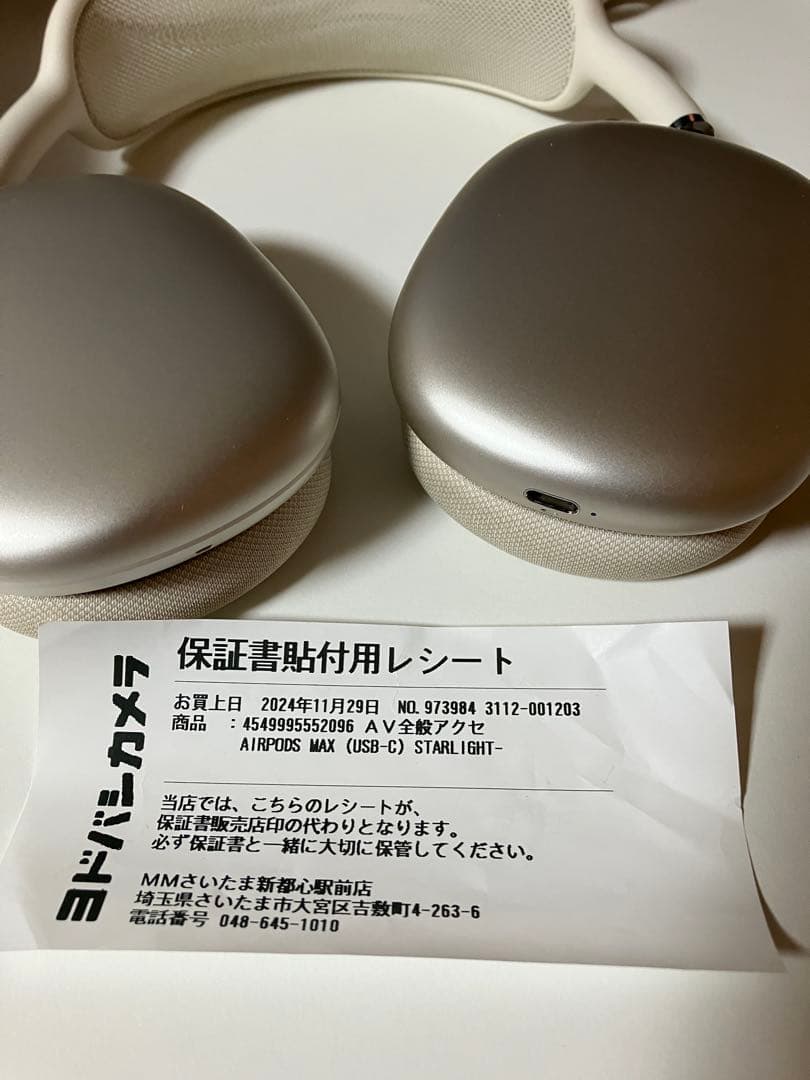 ヨドバシカメラ
保証書貼付用レシート
お買上日 2024年11月29日 NO.973984 3112-001203
商品 :4549995552096 AV全般アクセ
AIRPODS MAX (USB-C) STARLIGHT-
当店では、こちらのレシートが、
保証書販売店印の代わりとなります。
必ず保証書と一緒に大切に保管してください。
MMさいたま新都心駅前店
埼玉県さいたま市大宮区吉敷町4-263-6
電話番号 048-645-1010